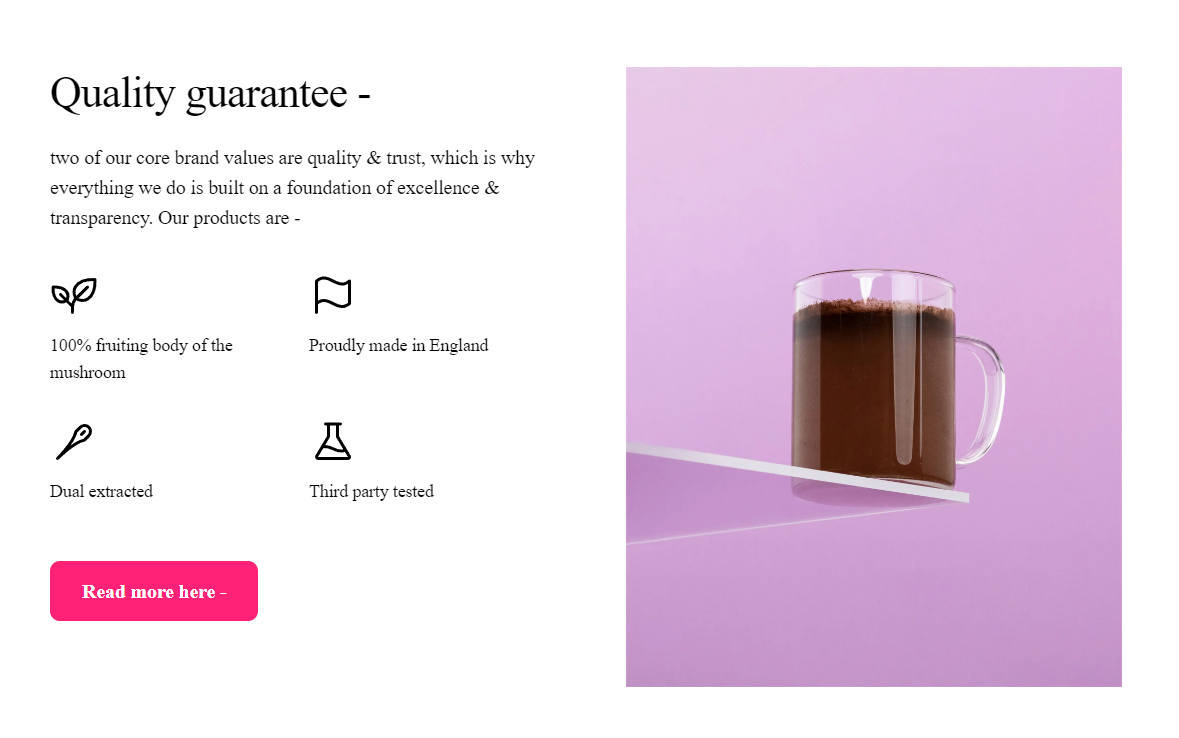 Quality guarantee -
two of our core brand values are quality & trust, which is why
everything we do is built on a foundation of excellence &
transparency. Our products are -
100% fruiting body of the
mushroom
Proudly made in England
Dual extracted
Third party tested
Read more here -